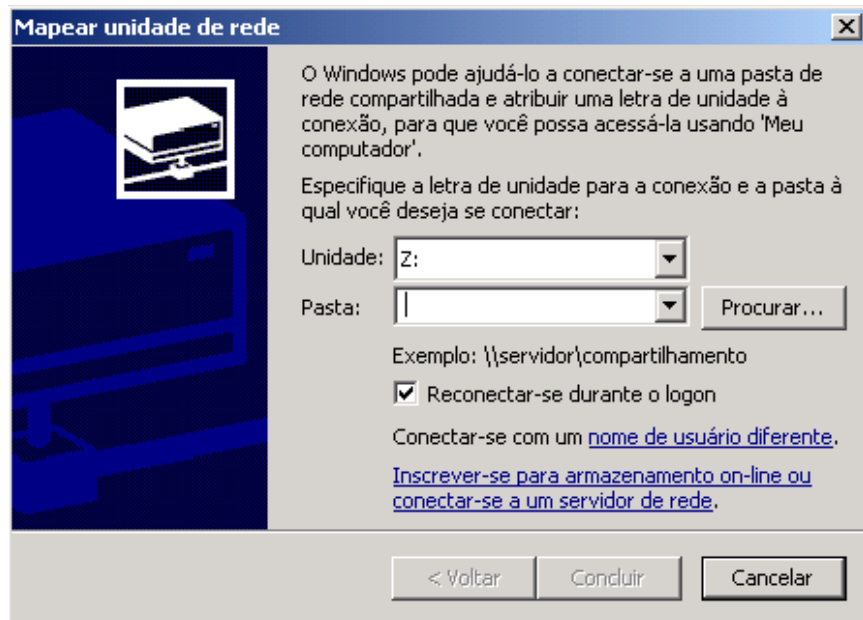 Mapear unidade de rede
O Windows pode ajudá-lo a conectar-se a uma pasta de
rede compartilhada e atribuir uma letra de unidade à
conexão, para que você possa acessá-la usando 'Meu
computador'.
Especifique a letra de unidade para a conexão e a pasta à
qual você deseja se conectar:
Unidade: Z:
Pasta: Procurar...
Exemplo: \\servidor\compartilhamento
Reconectar-se durante o logon
Conectar-se com um nome de usuário diferente.
Inscrever-se para armazenamento on-line ou
conectar-se a um servidor de rede.
< Voltar Concluir Cancelar